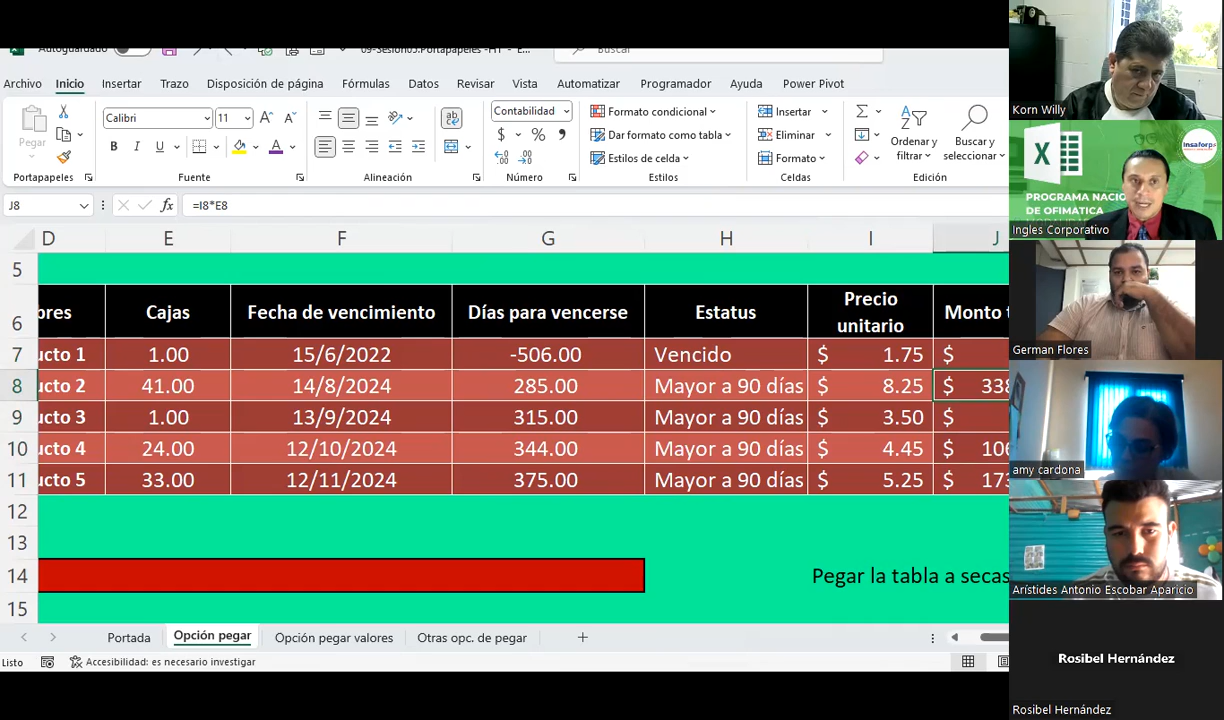 Autoguardado 09-Sesion05.Portapapeles -HT - E... Buscar
Archivo Inicio Insertar Trazo Disposición de página Fórmulas Datos Revisar Vista Automatizar Programador Ayuda Power Pivot
Pegar Calibri 11 Contabilidad Formato condicional Insertar
N K S Dar formato como tabla Eliminar Ordenar y filtrar Buscar y seleccionar
$ % Estilos de celda Formato
Portapapeles Fuente Alineación Número Estilos Celdas Edición
J8 fx =I8*E8
D E F G H I J
5
6 ores Cajas Fecha de vencimiento Días para vencerse Estatus Precio unitario Monto t
7 ucto 1 1.00 15/6/2022 -506.00 Vencido $ 1.75 $
8 ucto 2 41.00 14/8/2024 285.00 Mayor a 90 días $ 8.25 $ 338
9 ucto 3 1.00 13/9/2024 315.00 Mayor a 90 días $ 3.50 $
10 ucto 4 24.00 12/10/2024 344.00 Mayor a 90 días $ 4.45 $ 106
11 ucto 5 33.00 12/11/2024 375.00 Mayor a 90 días $ 5.25 $ 173
12
13
14 Pegar la tabla a secas
15
Portada Opción pegar Opción pegar valores Otras opc. de pegar
Listo Accesibilidad: es necesario investigar
Korn Willy
insaforp
PROGRAMA NACIO
DE OFIMATICA
Ingles Corporativo
German Flores
amy cardona
Arístides Antonio Escobar Aparicio
Rosibel Hernández
Rosibel Hernández